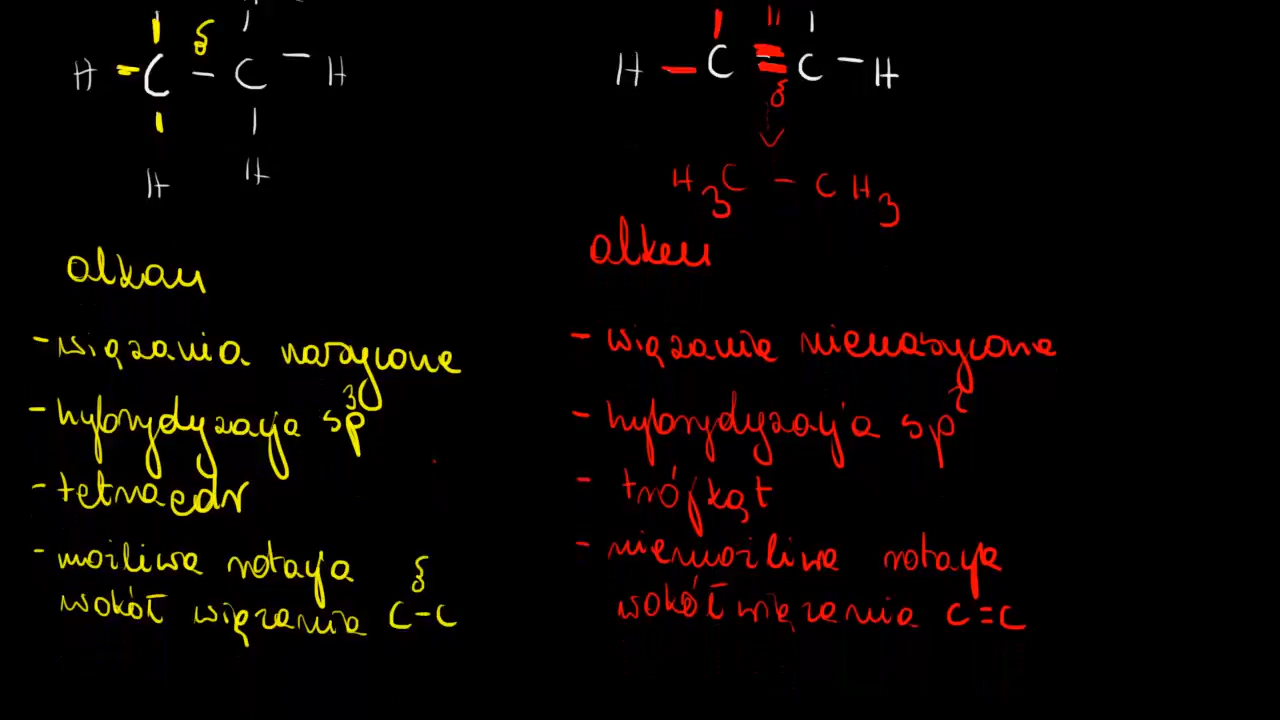 δ
H - C - C - H
H H
H - C = C - H
δ
H₃C - CH₃
alkan
- wiązania nasycone
- hybrydyzacja sp³
- tetraedr
- możliwa rotacja δ
wokół wiązania C-C
alken
- wiązanie nienasycone
- hybrydyzacja sp²
- trójkąt
- niemożliwa rotacja
wokół wiązania C=C